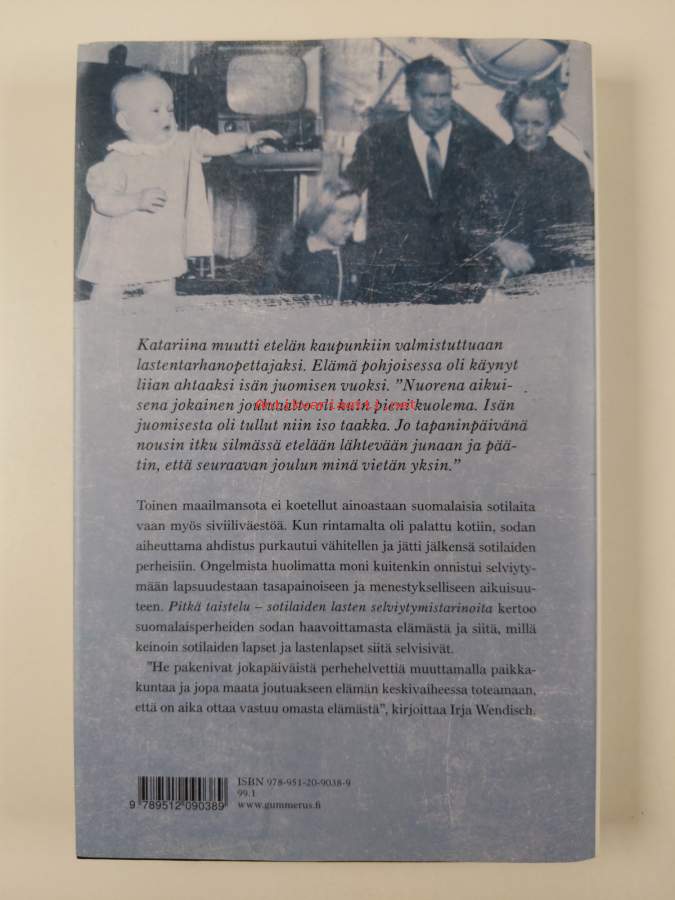 Katariina muutti etelän kaupunkiin valmistuttuaan
lastentarhanopettajaksi. Elämä pohjoisessa oli käynyt
liian ahtaaksi isän juomisen vuoksi. ”Nuorena aikui-
sena jokainen jouluaatto oli kuin pieni kuolema. Isän
juomisesta oli tullut niin iso taakka. Jo tapaninpäivänä
nousin itku silmässä etelään lähtevään junaan ja pää-
tin, että seuraavan joulun minä vietän yksin.”
Toinen maailmansota ei koetellut ainoastaan suomalaisia sotilaita
vaan myös siviiliväestöä. Kun rintamalta oli palattu kotiin, sodan
aiheuttama ahdistus purkautui vähitellen ja jätti jälkensä sotilaiden
perheisiin. Ongelmista huolimatta moni kuitenkin onnistui selviyty-
mään lapsuudestaan tasapainoiseen ja menestykselliseen aikuisuu-
teen. Pitkä taistelu – sotilaiden lasten selviytymistarinoita kertoo
suomalaisperheiden sodan haavoittamasta elämästä ja siitä, millä
keinoin sotilaiden lapset ja lastenlapset siitä selvisivät.
”He pakenivat jokapäiväistä perhehelvettiä muuttamalla paikka-
kuntaa ja jopa maata joutuakseen elämän keskivaiheessa toteamaan,
että on aika ottaa vastuu omasta elämästä”, kirjoittaa Irja Wendisch.
ISBN 978-951-20-9038-9
99.1
www.gummerus.fi
9 789512 090389